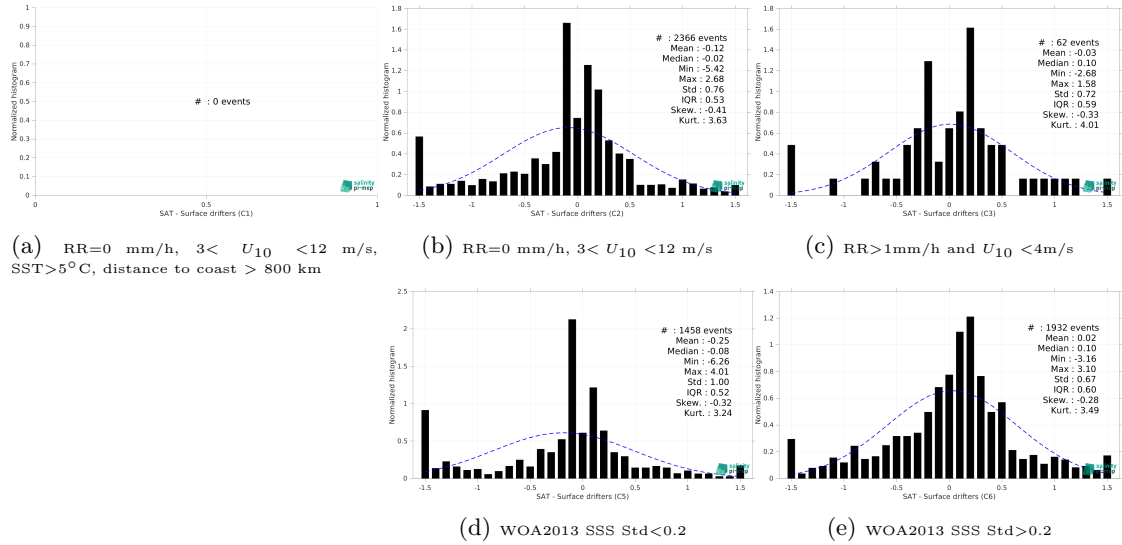 1
0.9
0.8
0.7
0.6
0.5
0.4
0.3
0.2
0.1
0
Normalized histogram
# : 0 events
salinity
pi-mep
0 0.5 1
SAT - Surface drifters (C1)
(a) RR=0 mm/h, 3< U10 <12 m/s,
SST>5°C, distance to coast > 800 km
1.8
1.6
1.4
1.2
1
0.8
0.6
0.4
0.2
0
Normalized histogram
# : 2366 events
Mean : -0.12
Median : -0.02
Min : -5.42
Max : 2.68
Std : 0.76
IQR : 0.53
Skew. : -0.41
Kurt. : 3.63
salinity
pi-mep
-1.5 -1 -0.5 0 0.5 1 1.5
SAT - Surface drifters (C2)
(b) RR=0 mm/h, 3< U10 <12 m/s
1.8
1.6
1.4
1.2
1
0.8
0.6
0.4
0.2
0
Normalized histogram
# : 62 events
Mean : -0.03
Median : 0.10
Min : -2.68
Max : 1.58
Std : 0.72
IQR : 0.59
Skew. : -0.33
Kurt. : 4.01
salinity
pi-mep
-1.5 -1 -0.5 0 0.5 1 1.5
SAT - Surface drifters (C3)
(c) RR>1mm/h and U10 <4m/s
2.5
2
1.5
1
0.5
0
Normalized histogram
# : 1458 events
Mean : -0.25
Median : -0.08
Min : -6.26
Max : 4.01
Std : 1.00
IQR : 0.52
Skew. : -0.32
Kurt. : 3.24
salinity
pi-mep
-1.5 -1 -0.5 0 0.5 1 1.5
SAT - Surface drifters (C5)
(d) WOA2013 SSS Std<0.2
1.4
1.2
1
0.8
0.6
0.4
0.2
0
Normalized histogram
# : 1932 events
Mean : 0.02
Median : 0.10
Min : -3.16
Max : 3.10
Std : 0.67
IQR : 0.60
Skew. : -0.28
Kurt. : 3.49
salinity
pi-mep
-1.5 -1 -0.5 0 0.5 1 1.5
SAT - Surface drifters (C6)
(e) WOA2013 SSS Std>0.2